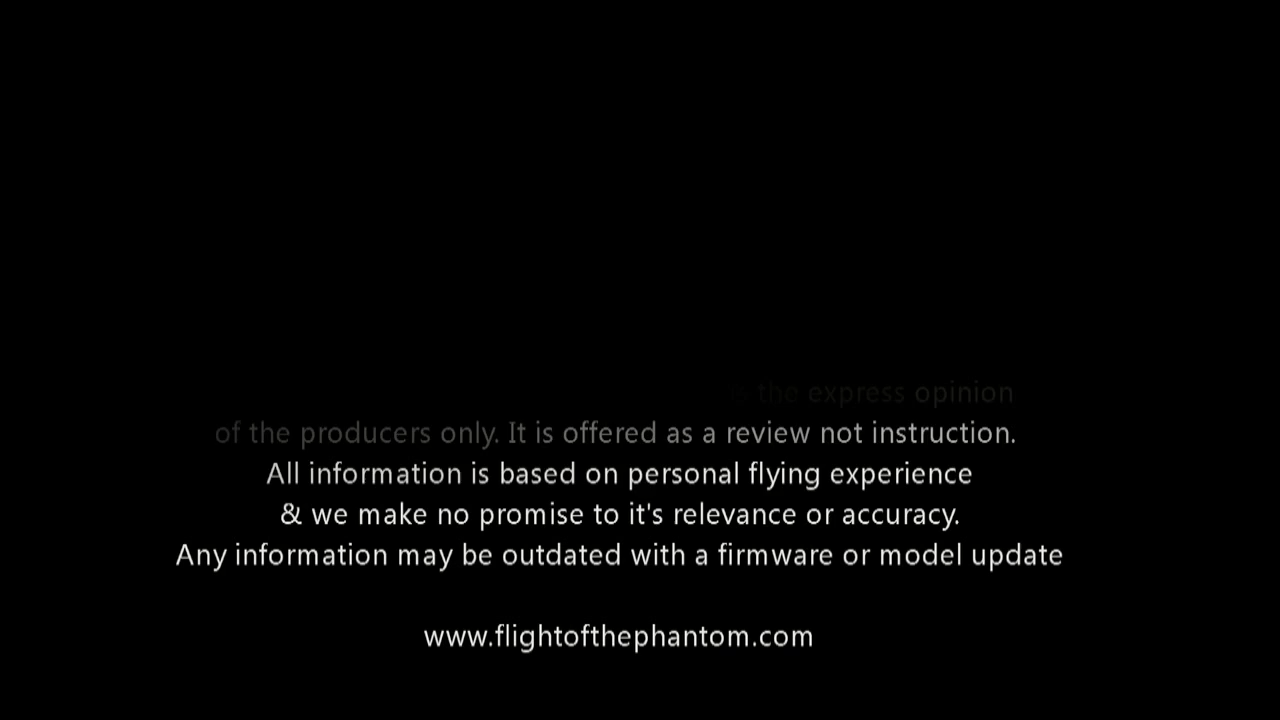 is the express opinion
of the producers only. It is offered as a review not instruction.
All information is based on personal flying experience
& we make no promise to it's relevance or accuracy.
Any information may be outdated with a firmware or model update
www.flightofthephantom.com